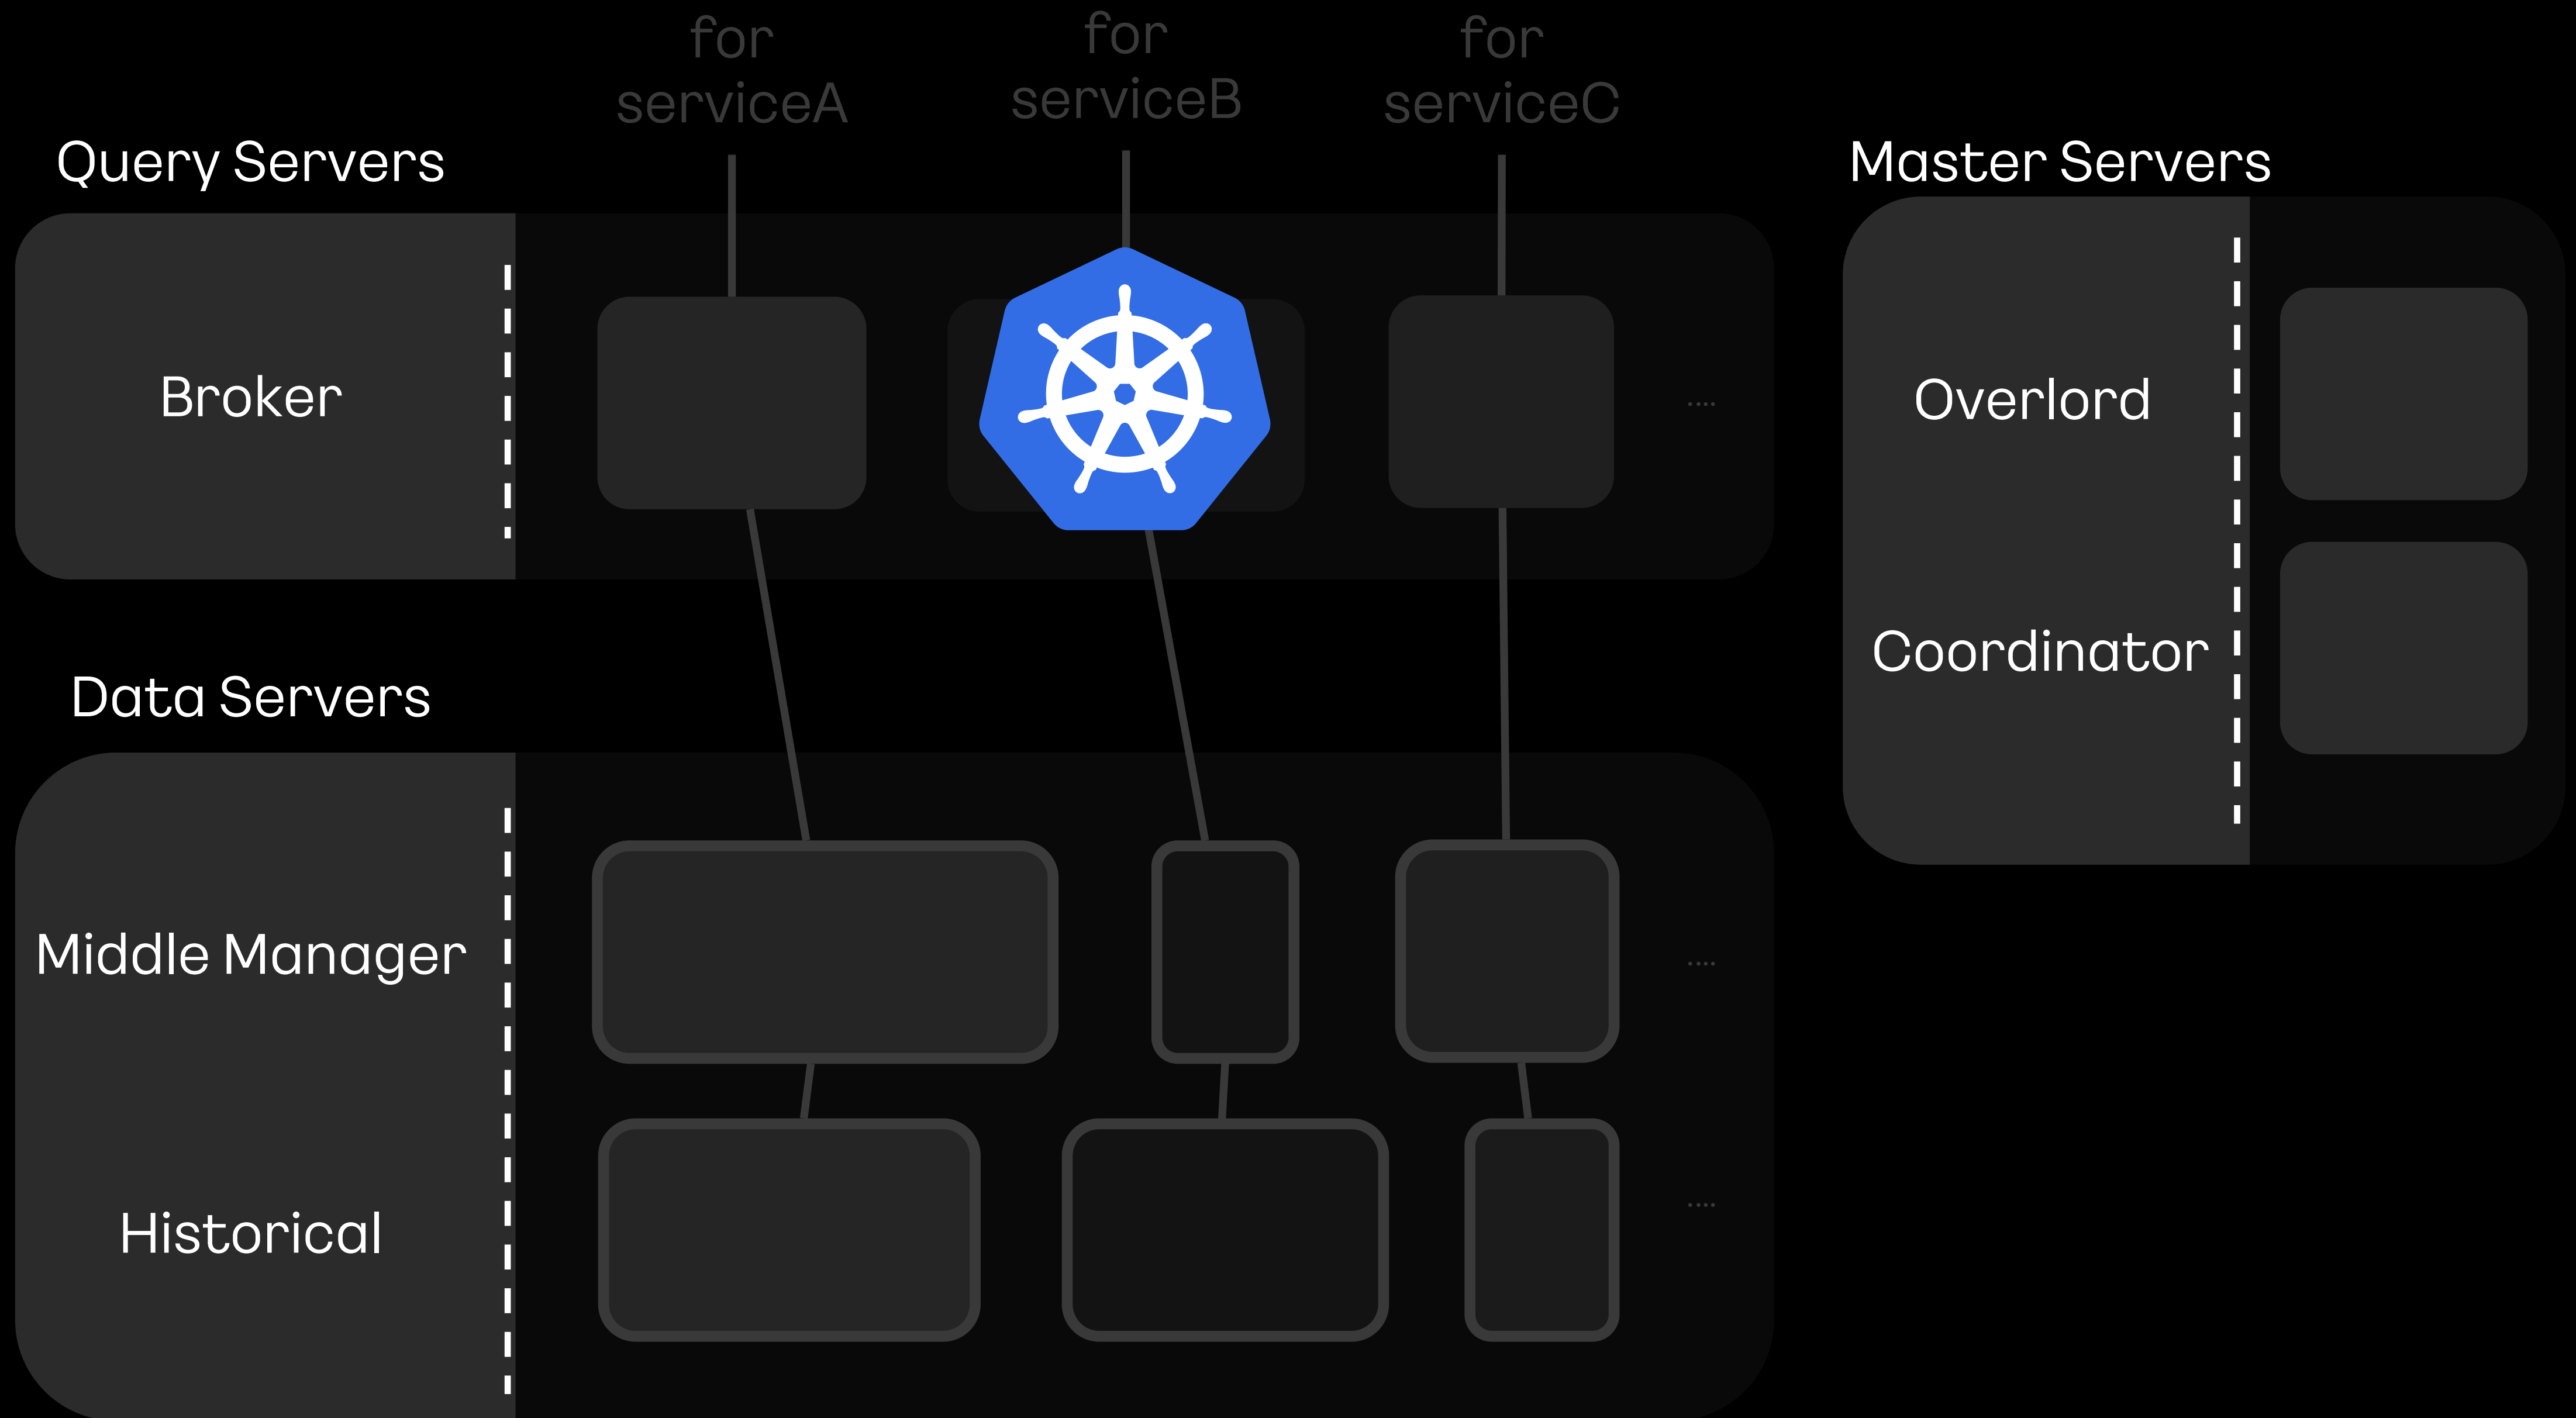 for
serviceA
for
serviceB
for
serviceC
Query Servers
Master Servers
Broker
....
Overlord
Coordinator
Data Servers
Middle Manager
....
Historical
....